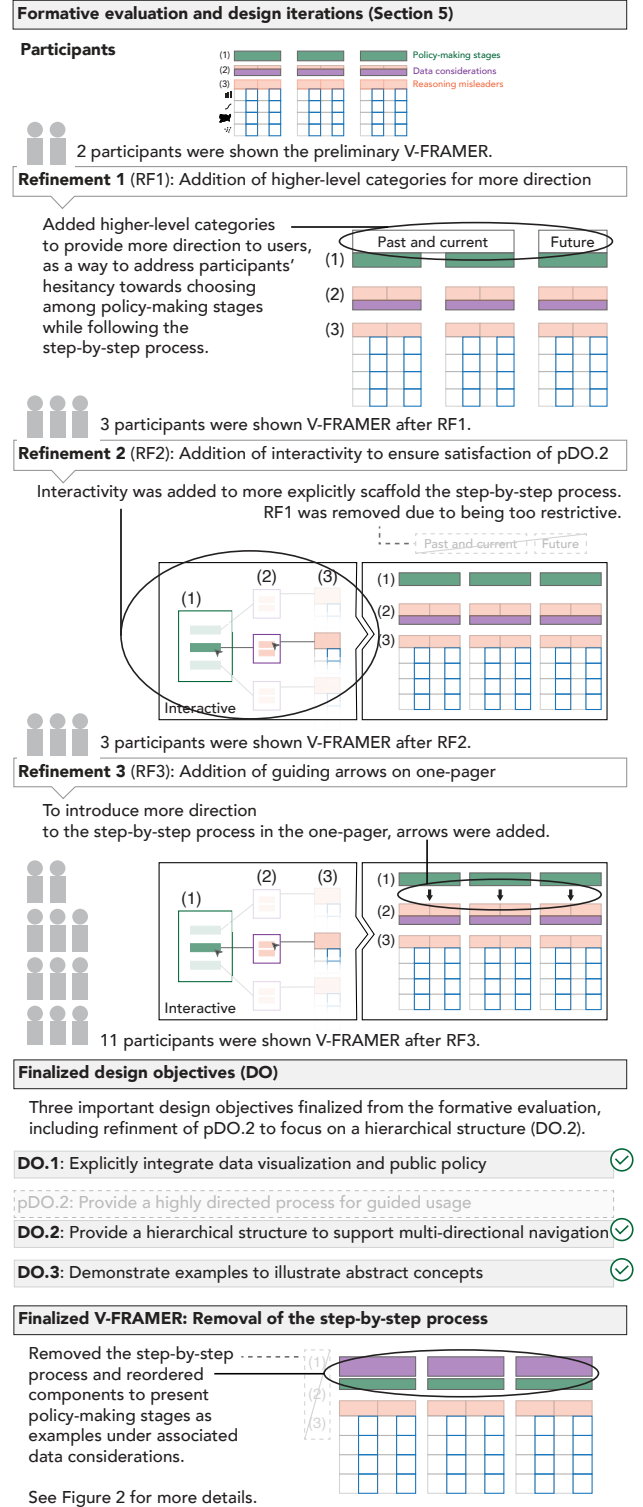 Formative evaluation and design iterations (Section 5)
Participants
(1) Policy-making stages
(2) Data considerations
(3) Reasoning misleaders
2 participants were shown the preliminary V-FRAMER.
Refinement 1 (RF1): Addition of higher-level categories for more direction
Added higher-level categories
to provide more direction to users,
as a way to address participants'
hesitancy towards choosing
among policy-making stages
while following the
step-by-step process.
Past and current Future
(1)
(2)
(3)
3 participants were shown V-FRAMER after RF1.
Refinement 2 (RF2): Addition of interactivity to ensure satisfaction of pDO.2
Interactivity was added to more explicitly scaffold the step-by-step process.
RF1 was removed due to being too restrictive.
Past and current Future
(1) (2) (3)
Interactive
(1)
(2)
(3)
3 participants were shown V-FRAMER after RF2.
Refinement 3 (RF3): Addition of guiding arrows on one-pager
To introduce more direction
to the step-by-step process in the one-pager, arrows were added.
(1) (2) (3)
Interactive
(1)
(2)
(3)
11 participants were shown V-FRAMER after RF3.
Finalized design objectives (DO)
Three important design objectives finalized from the formative evaluation,
including refinment of pDO.2 to focus on a hierarchical structure (DO.2).
DO.1: Explicitly integrate data visualization and public policy
pDO.2: Provide a highly directed process for guided usage
DO.2: Provide a hierarchical structure to support multi-directional navigation
DO.3: Demonstrate examples to illustrate abstract concepts
Finalized V-FRAMER: Removal of the step-by-step process
Removed the step-by-step
process and reordered
components to present
policy-making stages as
examples under associated
data considerations.
(1)
(2)
(3)
See Figure 2 for more details.